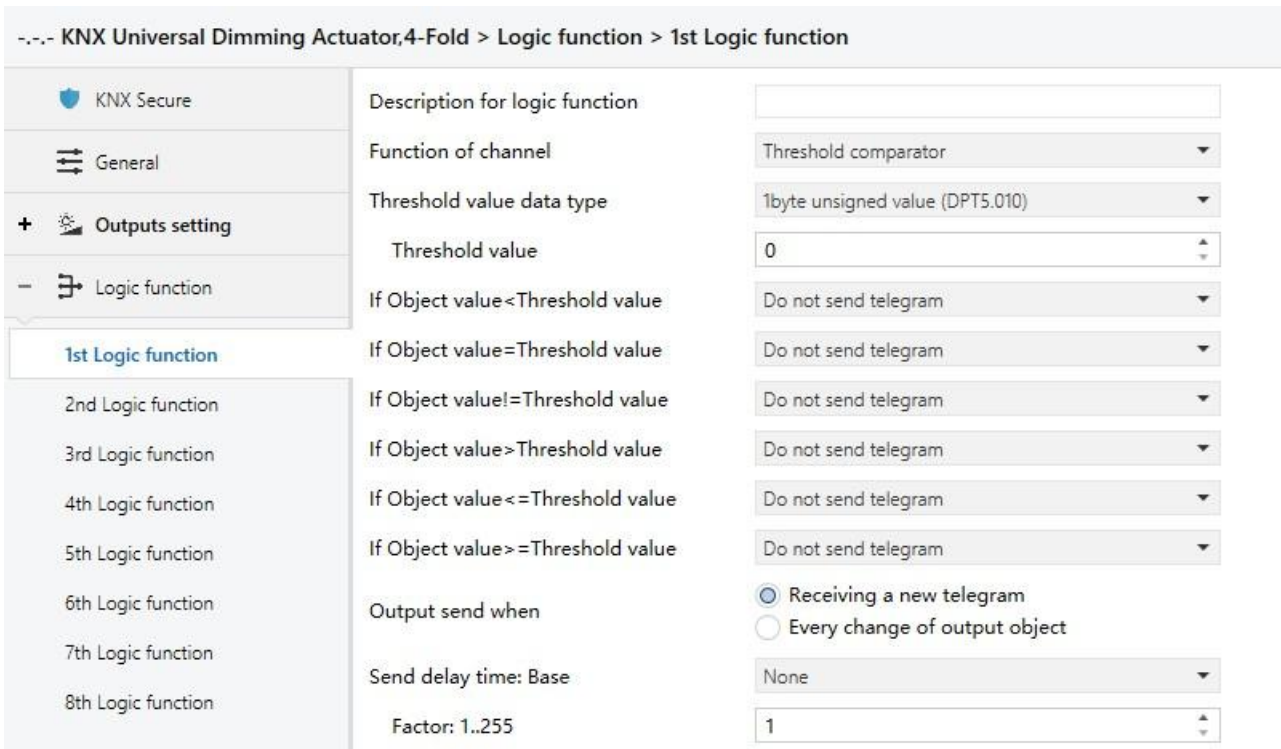 -.-.- KNX Universal Dimming Actuator,4-Fold > Logic function > 1st Logic function
KNX Secure
General
+ Outputs setting
- Logic function
1st Logic function
2nd Logic function
3rd Logic function
4th Logic function
5th Logic function
6th Logic function
7th Logic function
8th Logic function
Description for logic function
Function of channel Threshold comparator
Threshold value data type 1byte unsigned value (DPT5.010)
Threshold value 0
If Object value<Threshold value Do not send telegram
If Object value=Threshold value Do not send telegram
If Object value!=Threshold value Do not send telegram
If Object value>Threshold value Do not send telegram
If Object value<=Threshold value Do not send telegram
If Object value>=Threshold value Do not send telegram
Output send when Receiving a new telegram
Every change of output object
Send delay time: Base None
Factor: 1..255 1